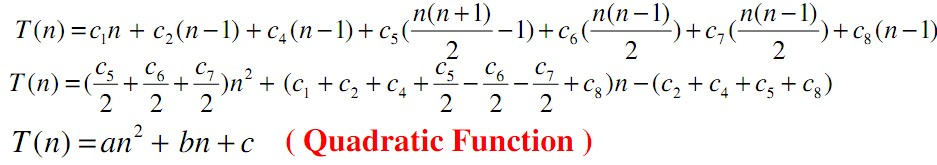 T(n) = c₁n + c₂(n−1) + c₄(n−1) + c₅(n(n+1)/2 −1) + c₆(n(n−1)/2) + c₇(n(n−1)/2) + c₈(n−1)
T(n) = (c₅/2 + c₆/2 + c₇/2)n² + (c₁ + c₂ + c₄ + c₅/2 − c₆/2 − c₇/2 + c₈)n − (c₂ + c₄ + c₅ + c₈)
T(n) = an² + bn + c ( Quadratic Function )